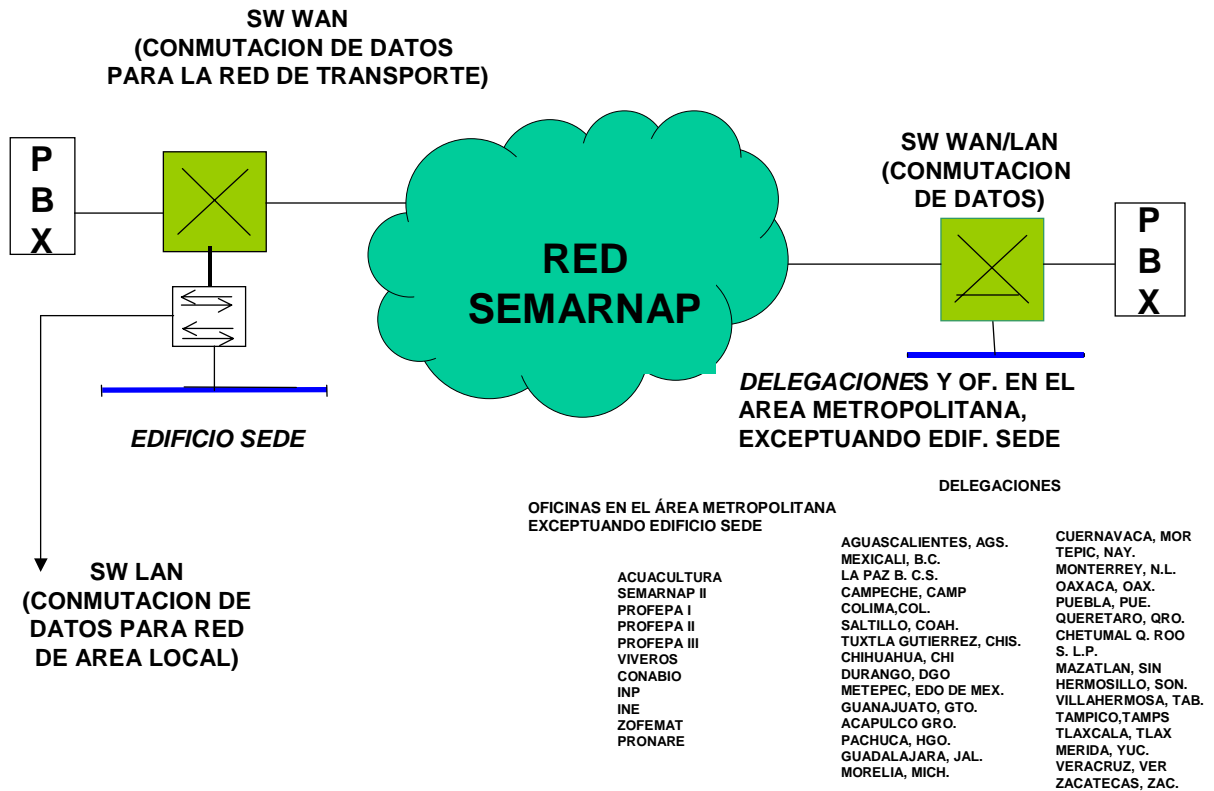 SW WAN
(CONMUTACION DE DATOS
PARA LA RED DE TRANSPORTE)
P
B
X
RED
SEMARNAP
SW WAN/LAN
(CONMUTACION
DE DATOS)
P
B
X
EDIFICIO SEDE
DELEGACIONES Y OF. EN EL
AREA METROPOLITANA,
EXCEPTUANDO EDIF. SEDE
SW LAN
(CONMUTACION DE
DATOS PARA RED
DE AREA LOCAL)
OFICINAS EN EL ÁREA METROPOLITANA
EXCEPTUANDO EDIFICIO SEDE
ACUACULTURA
SEMARNAP II
PROFEPA I
PROFEPA II
PROFEPA III
VIVEROS
CONABIO
INP
INE
ZOFEMAT
PRONARE
DELEGACIONES
AGUASCALIENTES, AGS.
MEXICALI, B.C.
LA PAZ B. C.S.
CAMPECHE, CAMP
COLIMA,COL.
SALTILLO, COAH.
TUXTLA GUTIERREZ, CHIS.
CHIHUAHUA, CHI
DURANGO, DGO
METEPEC, EDO DE MEX.
GUANAJUATO, GTO.
ACAPULCO GRO.
PACHUCA, HGO.
GUADALAJARA, JAL.
MORELIA, MICH.
CUERNAVACA, MOR
TEPIC, NAY.
MONTERREY, N.L.
OAXACA, OAX.
PUEBLA, PUE.
QUERETARO, QRO.
CHETUMAL Q. ROO
S. L.P.
MAZATLAN, SIN
HERMOSILLO, SON.
VILLAHERMOSA, TAB.
TAMPICO,TAMPS
TLAXCALA, TLAX
MERIDA, YUC.
VERACRUZ, VER
ZACATECAS, ZAC.